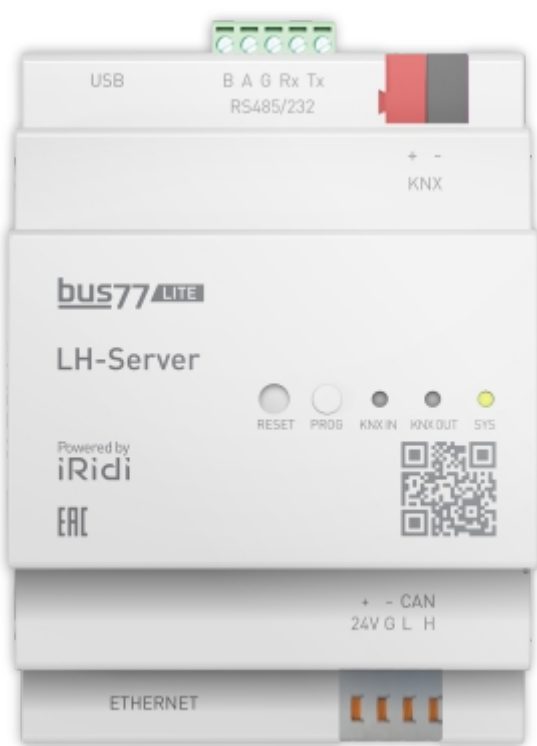 USB
B A G Rx Tx
RS485/232
+ -
KNX
bus77 LITE
LH-Server
RESET PROG KNX IN KNX OUT SYS
Powered by
iRidi
EAC
+ - CAN
24V G L H
ETHERNET